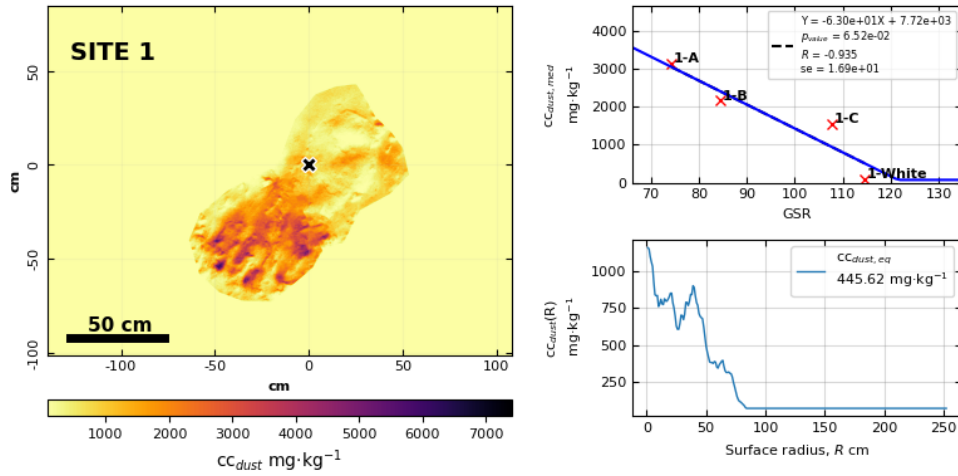 SITE 1
50
0
-50
-100
cm
50 cm
-100
-50
0
50
100
cm
1000 2000 3000 4000 5000 6000 7000
cc_dust mg·kg⁻¹
4000
3000
2000
1000
0
cc_dust,med
mg·kg⁻¹
Y = -6.30e+01X + 7.72e+03
p_value = 6.52e-02
R = -0.935
se = 1.69e+01
1-A
1-B
1-C
1-White
70 80 90 100 110 120 130
GSR
1000
750
500
250
cc_dust(R)
mg·kg⁻¹
cc_dust,eq
445.62 mg·kg⁻¹
0 50 100 150 200 250
Surface radius, R cm